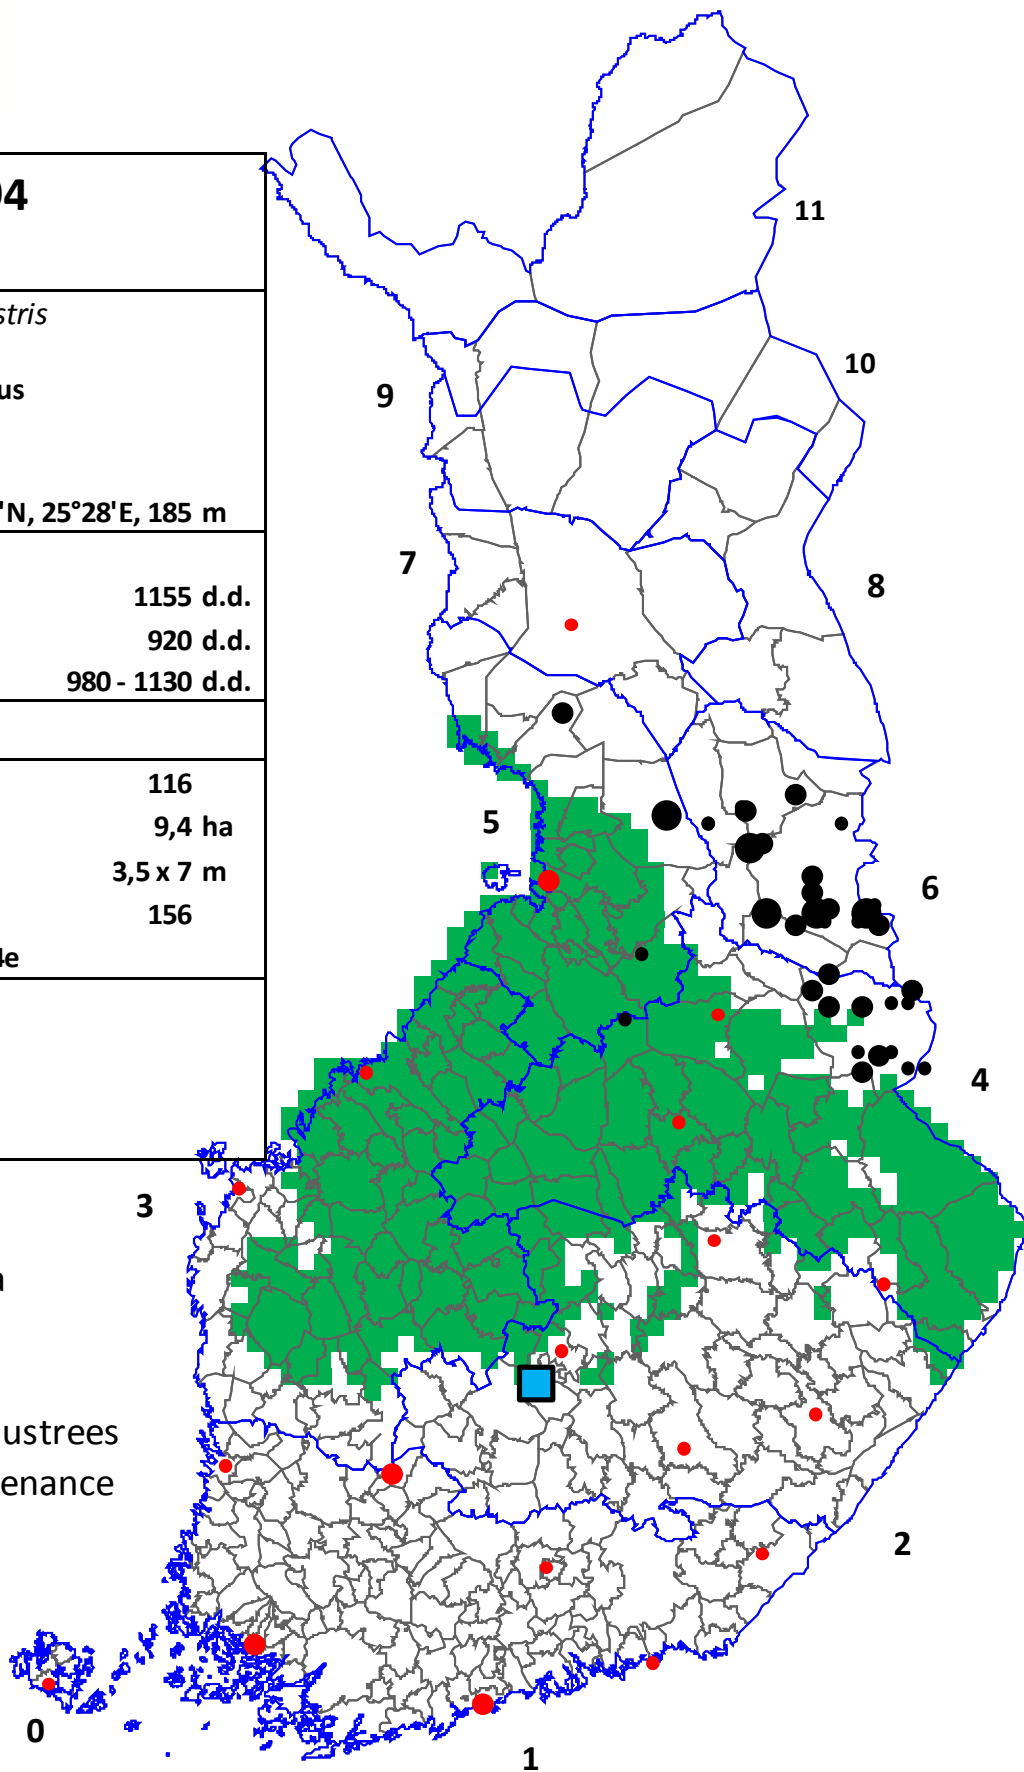 04
stris
us
'N, 25°28'E, 185 m
1155 d.d.
920 d.d.
980 - 1130 d.d.
116
9,4 ha
3,5 x 7 m
156
4e
a
ustrees
enance
11
10
9
8
7
6
5
4
3
2
1
0